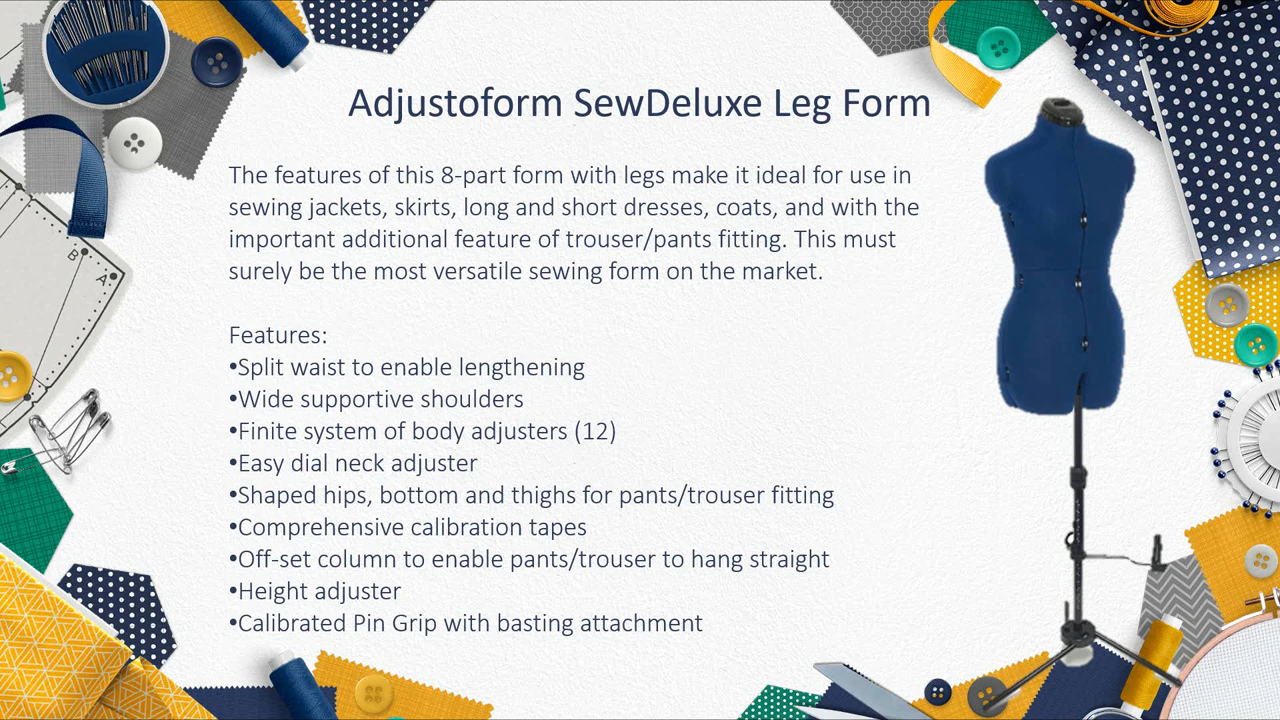 Adjustoform SewDeluxe Leg Form
The features of this 8-part form with legs make it ideal for use in
sewing jackets, skirts, long and short dresses, coats, and with the
important additional feature of trouser/pants fitting. This must
surely be the most versatile sewing form on the market.
Features:
•Split waist to enable lengthening
•Wide supportive shoulders
•Finite system of body adjusters (12)
•Easy dial neck adjuster
•Shaped hips, bottom and thighs for pants/trouser fitting
•Comprehensive calibration tapes
•Off-set column to enable pants/trouser to hang straight
•Height adjuster
•Calibrated Pin Grip with basting attachment
B
A